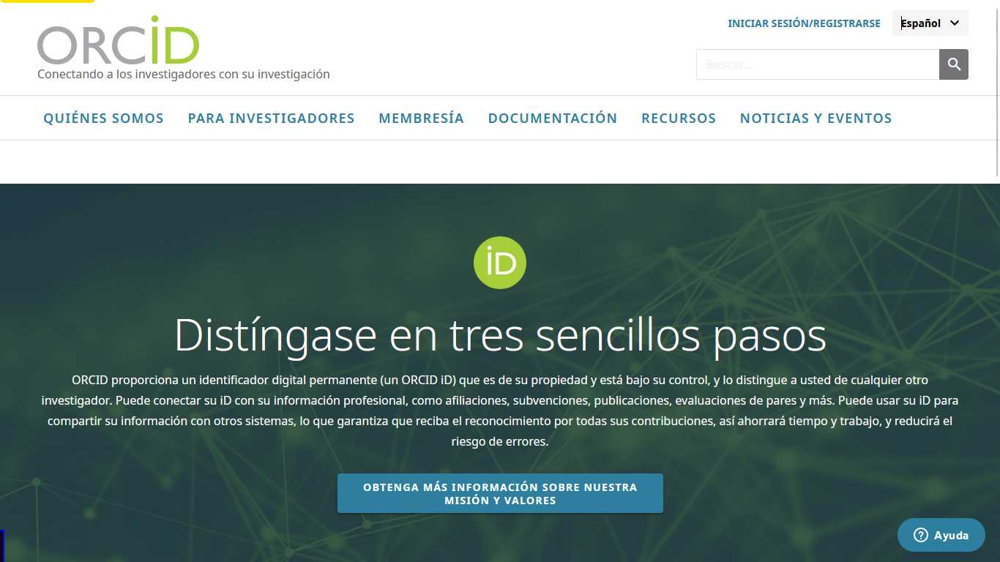 ORCID
Conectando a los investigadores con su investigación
INICIAR SESIÓN/REGISTRARSE
Español
Buscar...
QUIÉNES SOMOS
PARA INVESTIGADORES
MEMBRESÍA
DOCUMENTACIÓN
RECURSOS
NOTICIAS Y EVENTOS
iD
Distíngase en tres sencillos pasos
ORCID proporciona un identificador digital permanente (un ORCID iD) que es de su propiedad y está bajo su control, y lo distingue a usted de cualquier otro
investigador. Puede conectar su iD con su información profesional, como afiliaciones, subvenciones, publicaciones, evaluaciones de pares y más. Puede usar su iD para
compartir su información con otros sistemas, lo que garantiza que reciba el reconocimiento por todas sus contribuciones, así ahorrará tiempo y trabajo, y reducirá el
riesgo de errores.
OBTENGA MÁS INFORMACIÓN SOBRE NUESTRA
MISIÓN Y VALORES
Ayuda